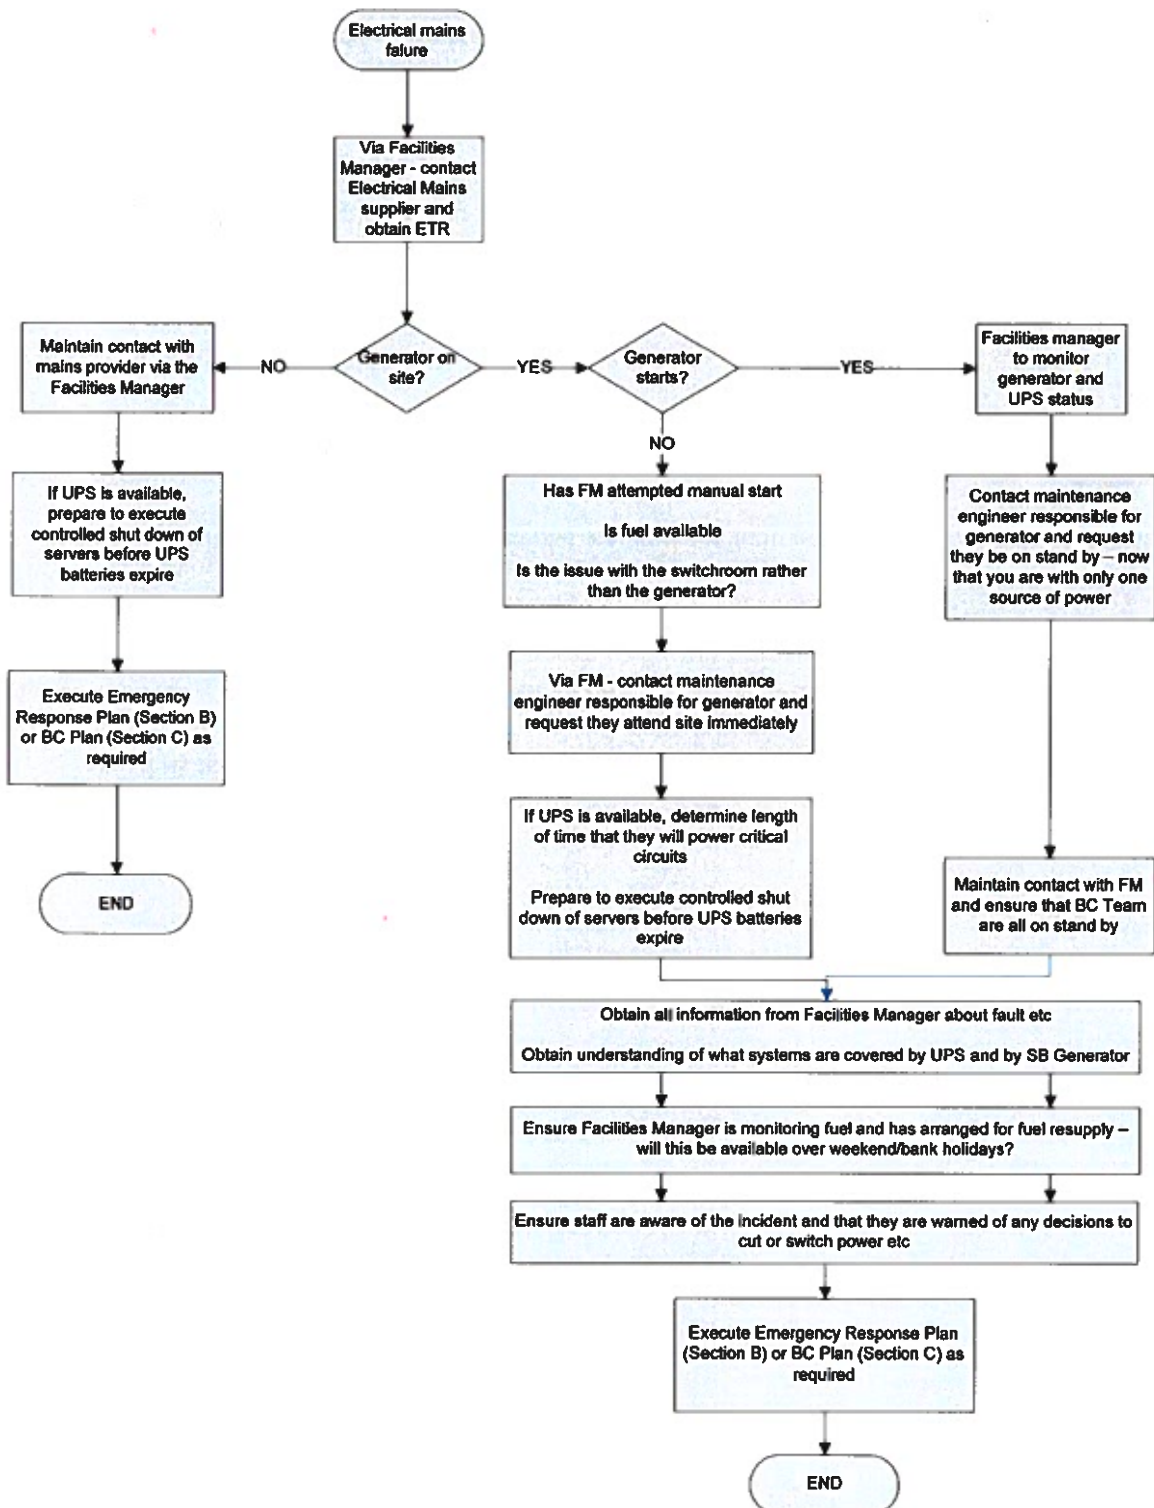 Electrical mains
falure
Via Facilities
Manager - contact
Electrical Mains
supplier and
obtain ETR
Generator on
site?
NO
YES
Maintain contact with
mains provider via the
Facilities Manager
If UPS is available,
prepare to execute
controlled shut down of
servers before UPS
batteries expire
Execute Emergency
Response Plan (Section B)
or BC Plan (Section C) as
required
END
Generator
starts?
YES
NO
Has FM attempted manual start
Is fuel available
Is the issue with the switchroom rather
than the generator?
Via FM - contact maintenance
engineer responsible for generator and
request they attend site immediately
If UPS is available, determine length
of time that they will power critical
circuits
Prepare to execute controlled shut
down of servers before UPS batteries
expire
Facilities manager
to monitor
generator and
UPS status
Contact maintenance
engineer responsible for
generator and request
they be on stand by – now
that you are with only one
source of power
Maintain contact with FM
and ensure that BC Team
are all on stand by
Obtain all information from Facilities Manager about fault etc
Obtain understanding of what systems are covered by UPS and by SB Generator
Ensure Facilities Manager is monitoring fuel and has arranged for fuel resupply –
will this be available over weekend/bank holidays?
Ensure staff are aware of the incident and that they are warned of any decisions to
cut or switch power etc
Execute Emergency Response Plan
(Section B) or BC Plan (Section C) as
required
END